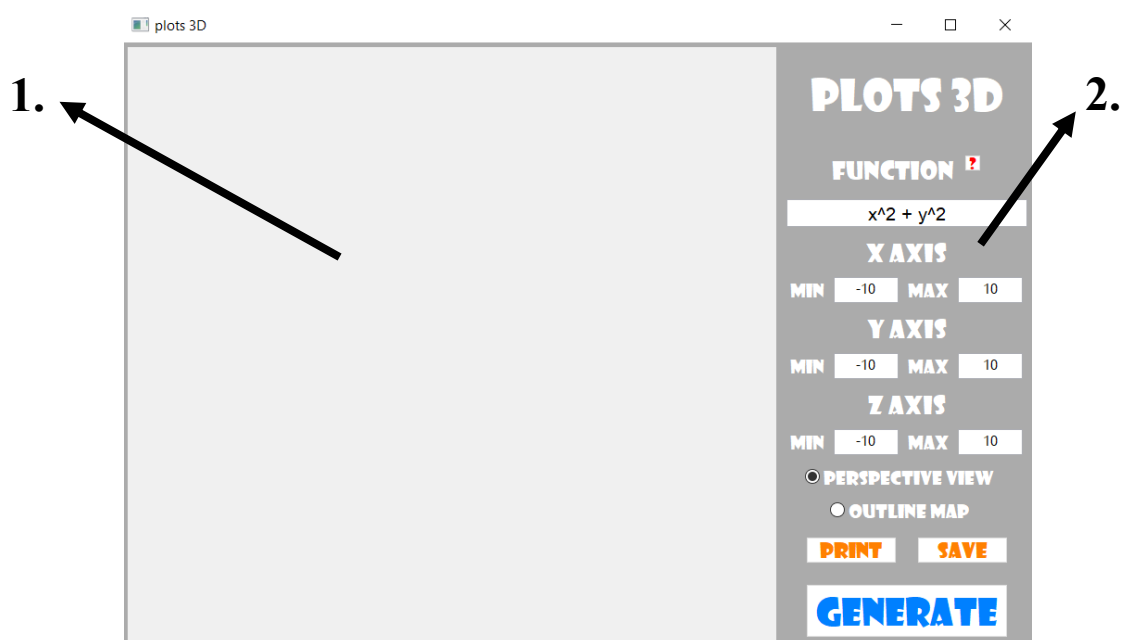 plots 3D
1.
2.
PLOTS 3D
FUNCTION ?
x^2 + y^2
X AXIS
MIN -10 MAX 10
Y AXIS
MIN -10 MAX 10
Z AXIS
MIN -10 MAX 10
PERSPECTIVE VIEW
OUTLINE MAP
PRINT SAVE
GENERATE